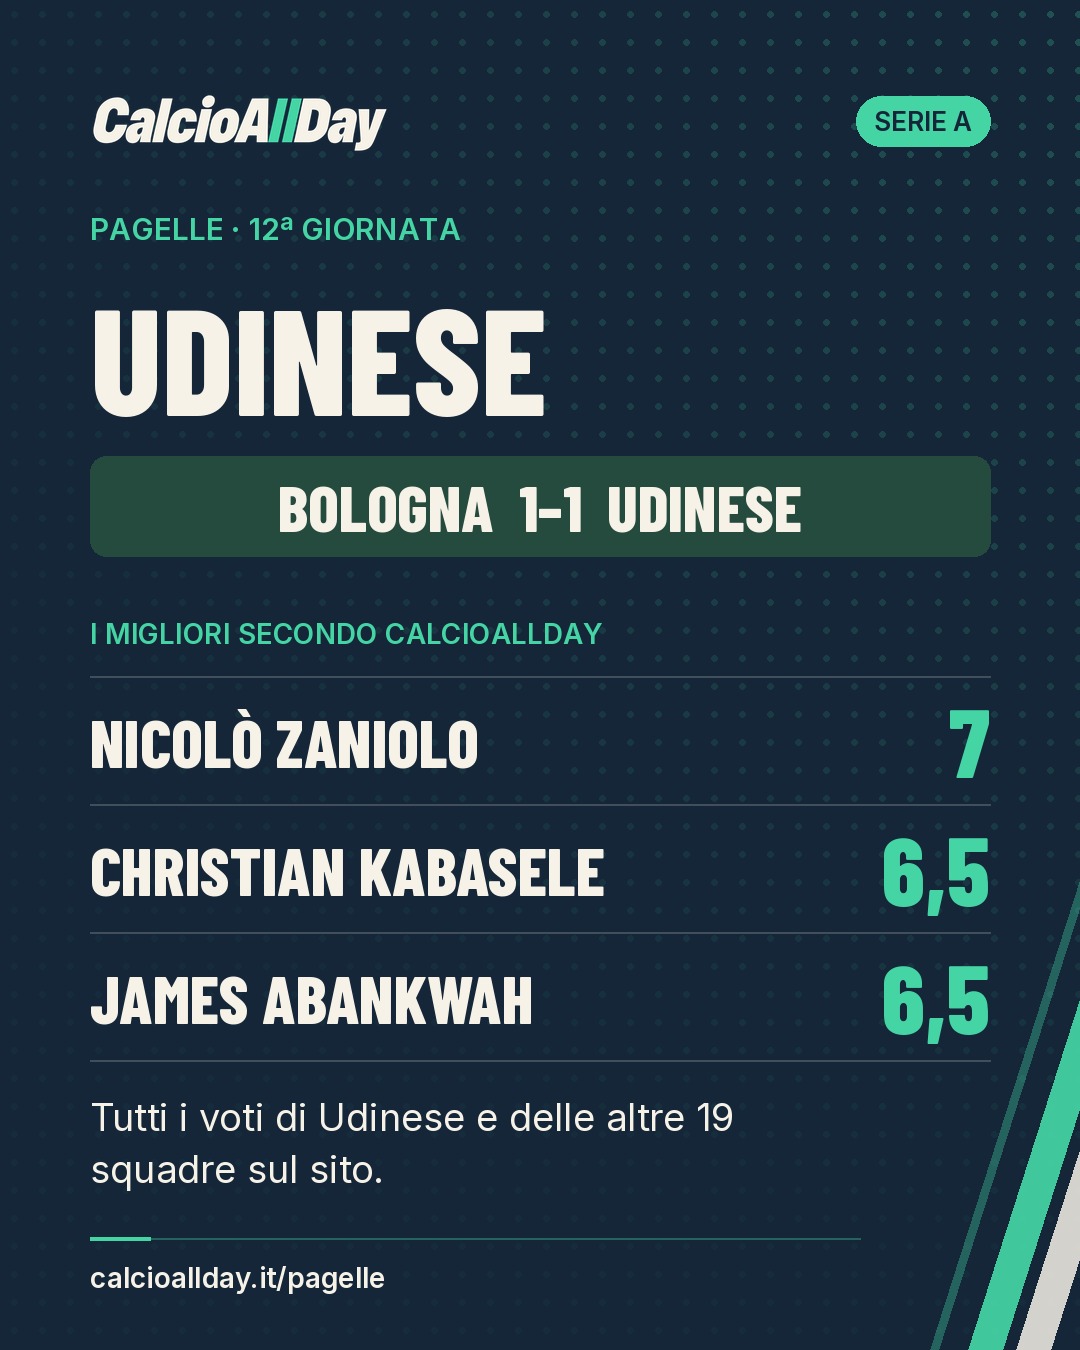 CalcioAllDay
SERIE A
PAGELLE · 12ª GIORNATA
UDINESE
BOLOGNA 1–1 UDINESE
I MIGLIORI SECONDO CALCIOALLDAY
NICOLÒ ZANIOLO 7
CHRISTIAN KABASELE 6,5
JAMES ABANKWAH 6,5
Tutti i voti di Udinese e delle altre 19
squadre sul sito.
calcioallday.it/pagelle